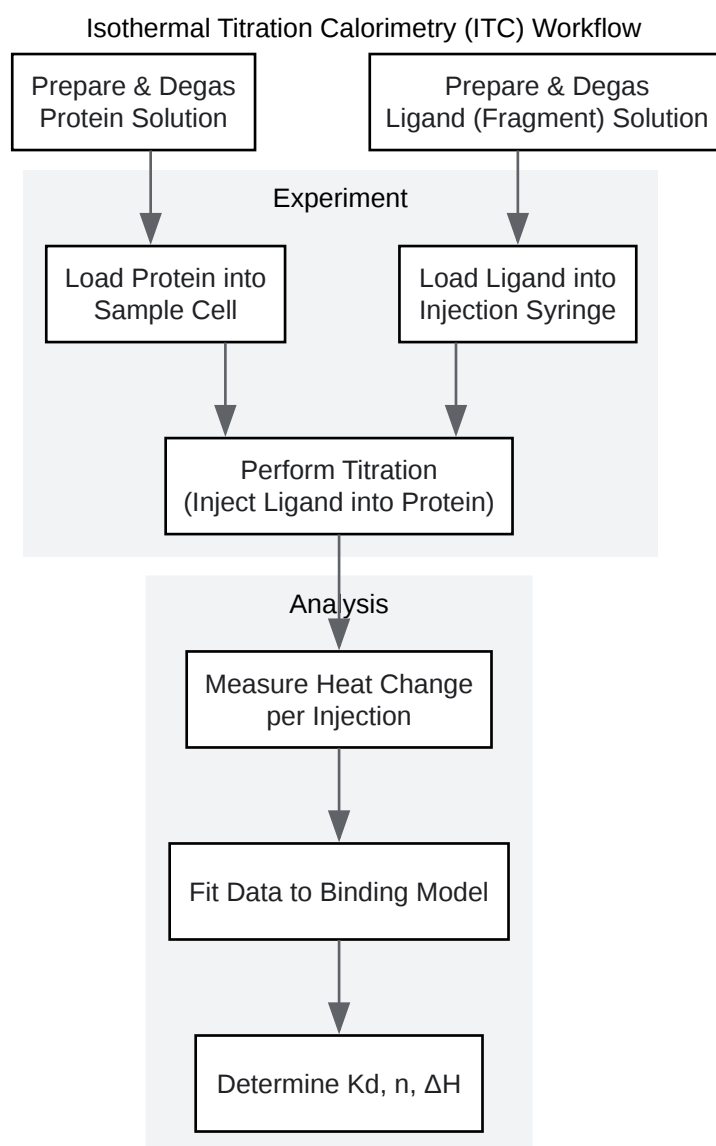 Isothermal Titration Calorimetry (ITC) Workflow
Prepare & Degas
Protein Solution
Prepare & Degas
Ligand (Fragment) Solution
Experiment
Load Protein into
Sample Cell
Load Ligand into
Injection Syringe
Perform Titration
(Inject Ligand into Protein)
Analysis
Measure Heat Change
per Injection
Fit Data to Binding Model
Determine Kd, n, ΔH